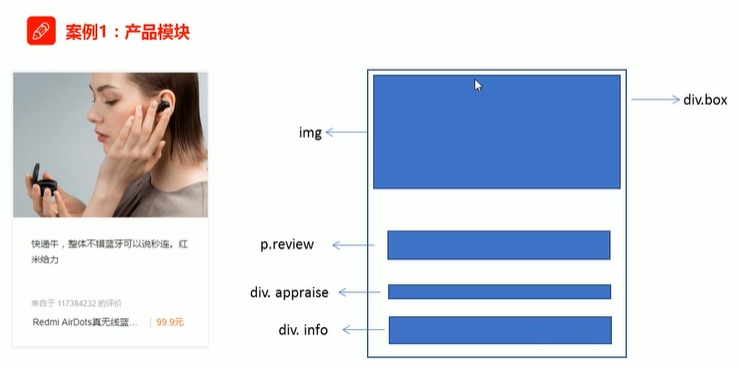 案例1：产品模块
快递牛，整体不错蓝牙可以说秒连。红
米给力
来自于 117384232 的评价
Redmi AirDots真无线蓝... | 99.9元
img
div.box
p.review
div. appraise
div. info